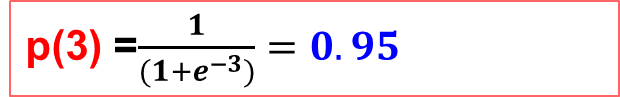 p(3) = 1/(1+e⁻³) = 0.95